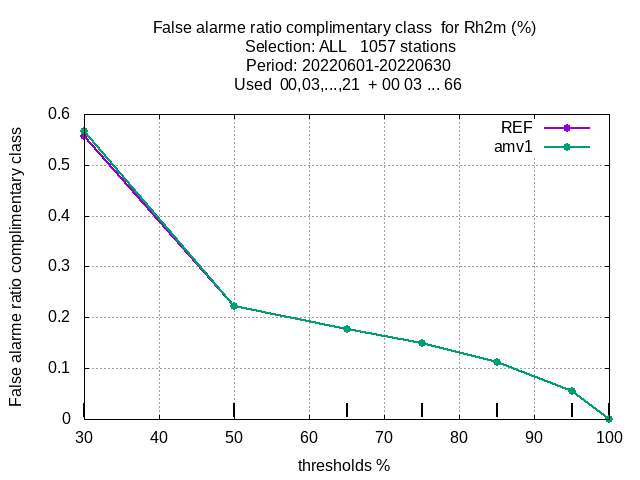 False alarme ratio complimentary class  for Rh2m (%)
Selection: ALL   1057 stations
Period: 20220601-20220630
Used  00,03,...,21  + 00 03 ... 66
REF
amv1
False alarme ratio complimentary class
0.6
0.5
0.4
0.3
0.2
0.1
0
30 40 50 60 70 80 90 100
thresholds %